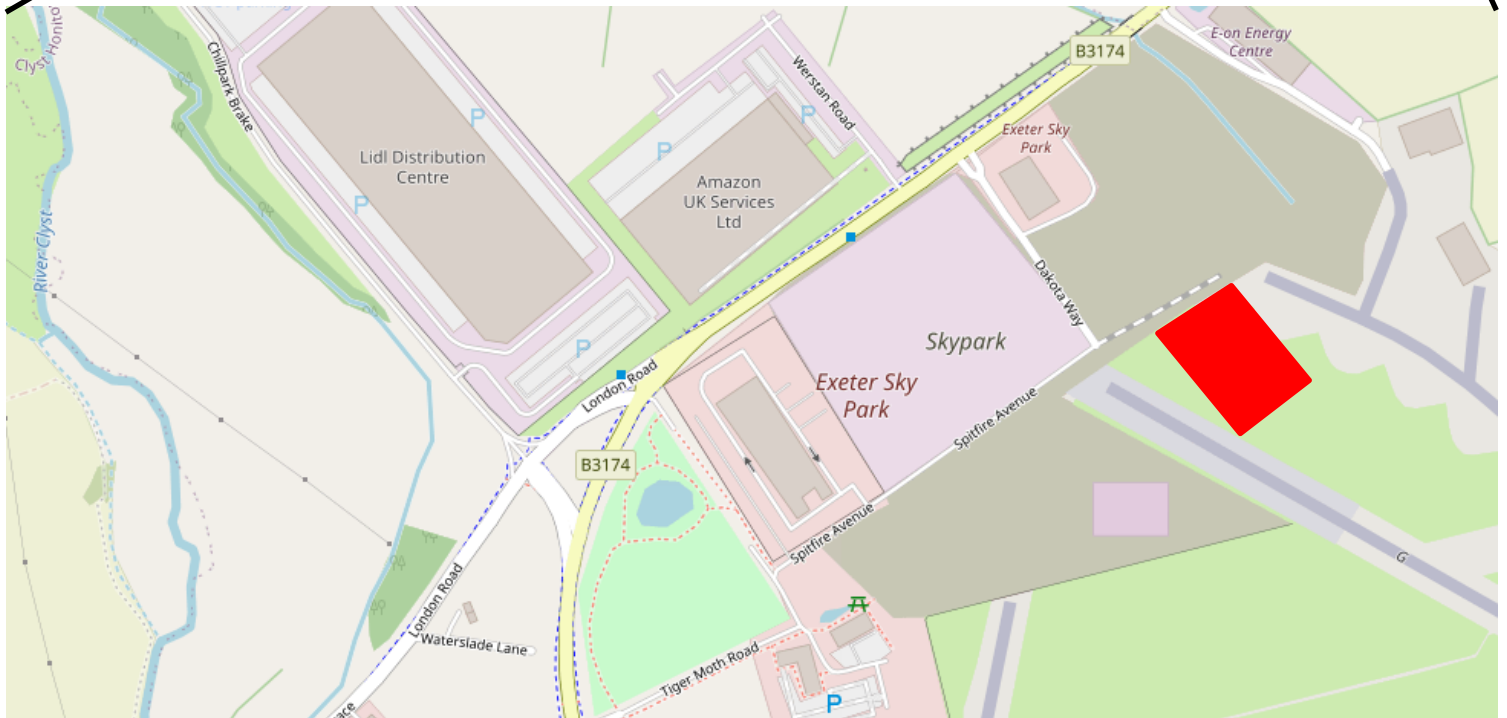 Clyst Honito
Chillpark Brake
River Clyst
Lidl Distribution
Centre
P
P
P
P
P
Amazon
UK Services
Ltd
Werstan Road
B3174
E-on Energy
Centre
Exeter Sky
Park
Dakota Way
Skypark
Exeter Sky
Park
London Road
Spitfire Avenue
B3174
Spitfire Avenue
London Road
Waterslade Lane
Tiger Moth Road
P
G
ace